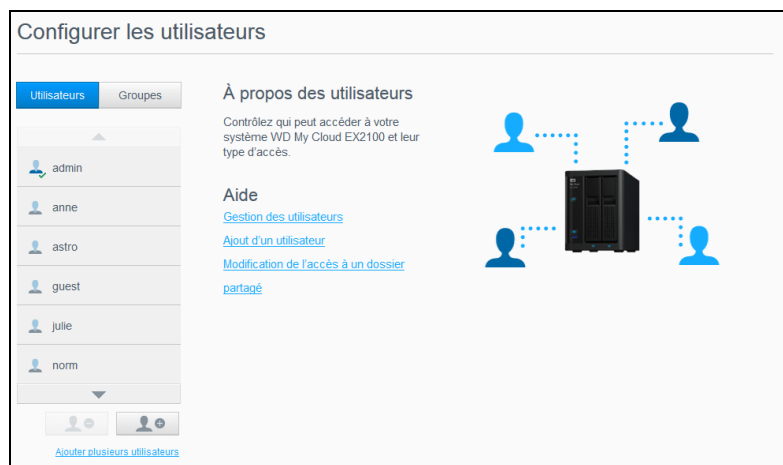 Configurer les utilisateurs
Utilisateurs
Groupes
admin
anne
astro
guest
julie
norm
Ajouter plusieurs utilisateurs
À propos des utilisateurs
Contrôlez qui peut accéder à votre
système WD My Cloud EX2100 et leur
type d'accès.
Aide
Gestion des utilisateurs
Ajout d'un utilisateur
Modification de l'accès à un dossier
partagé